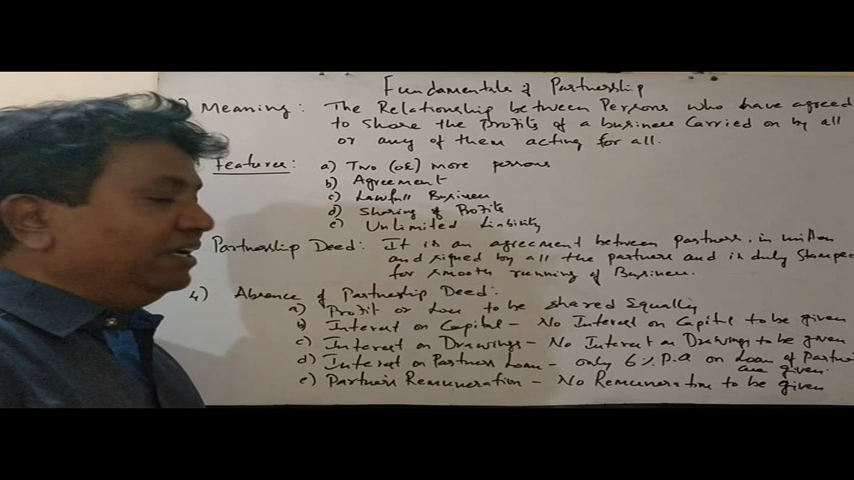 Fundamentals of Partnership
) Meaning: The Relationship between Persons who have agreed
to share the Profits of a business Carried on by all
or any of them acting for all.
Features: a) Two (OR) more persons
b) Agreement
c) Lawfull Business
d) Sharing of Profits
e) Unlimited Liability
Partnership Deed: It is an agreement between partners, in written
and signed by all the partners and is duly stamped
for smooth running of Business.
4) Absence of Partnership Deed:
a) Profit or Loss to be shared Equally
b) Interest on Capital - No Interest on Capital to be given
c) Interest on Drawings - No Interest on Drawings to be given
d) Interest on Partners Loan - only 6% P.A on Loan of Partne
are given.
e) Partner's Remuneration - No Remuneration to be given